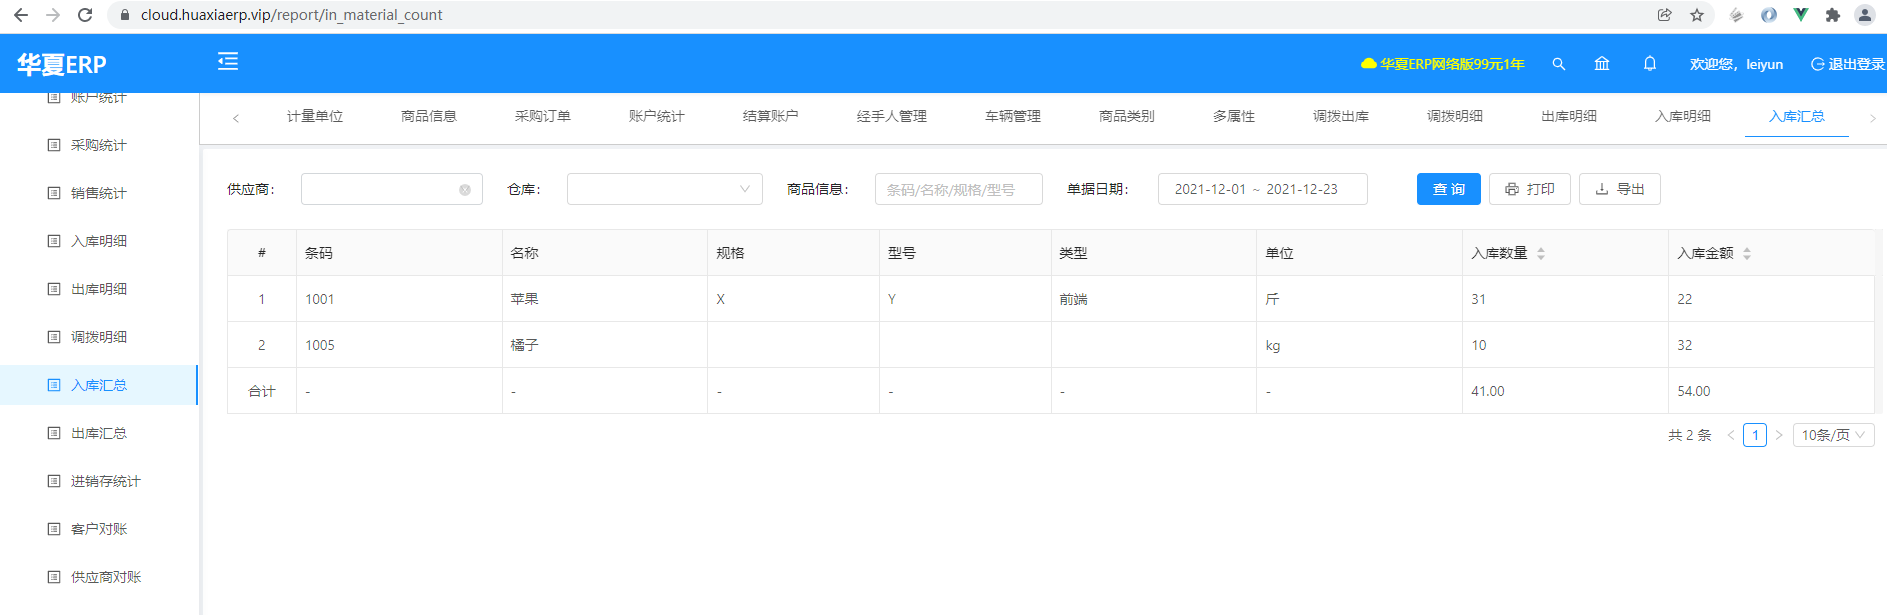 cloud.huaxiaerp.vip/report/in_material_count
华夏ERP
华夏ERP网络版99元1年
欢迎您，leiyun
退出登录
账户统计
采购统计
销售统计
入库明细
出库明细
调拨明细
入库汇总
出库汇总
进销存统计
客户对账
供应商对账
计量单位 商品信息 采购订单 账户统计 结算账户 经手人管理 车辆管理 商品类别 多属性 调拨出库 调拨明细 出库明细 入库明细 入库汇总
供应商： 仓库： 商品信息： 条码/名称/规格/型号 单据日期： 2021-12-01 ~ 2021-12-23 查 询 打印 导出
# 条码 名称 规格 型号 类型 单位 入库数量 入库金额
1 1001 苹果 X Y 前端 斤 31 22
2 1005 橘子 kg 10 32
合计 - - - - - - 41.00 54.00
共 2 条 < 1 > 10条/页